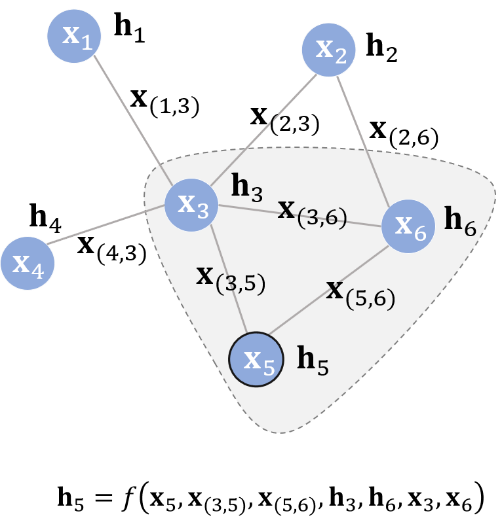 x₁ h₁
x₂ h₂
x₍₁,₃₎
x₍₂,₃₎
x₍₂,₆₎
x₃ h₃
x₍₃,₆₎
x₆ h₆
h₄
x₄
x₍₄,₃₎
x₍₃,₅₎
x₍₅,₆₎
x₅ h₅
h₅ = f(x₅, x₍₃,₅₎, x₍₅,₆₎, h₃, h₆, x₃, x₆)